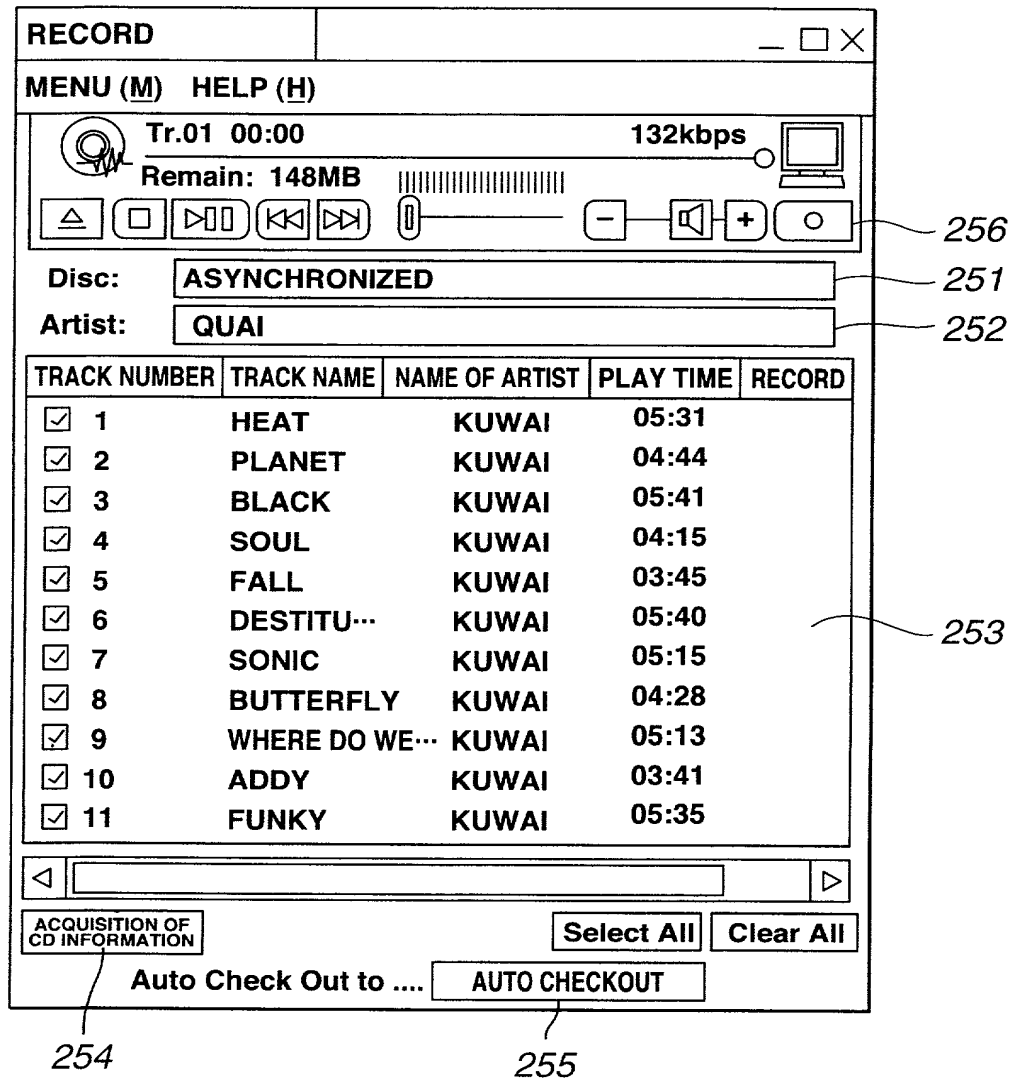 RECORD
MENU (M) HELP (H)
Tr.01 00:00 132kbps
Remain: 148MB
256
Disc: ASYNCHRONIZED 251
Artist: QUAI 252
TRACK NUMBER TRACK NAME NAME OF ARTIST PLAY TIME RECORD
1 HEAT KUWAI 05:31
2 PLANET KUWAI 04:44
3 BLACK KUWAI 05:41
4 SOUL KUWAI 04:15
5 FALL KUWAI 03:45
6 DESTITU··· KUWAI 05:40
253
7 SONIC KUWAI 05:15
8 BUTTERFLY KUWAI 04:28
9 WHERE DO WE··· KUWAI 05:13
10 ADDY KUWAI 03:41
11 FUNKY KUWAI 05:35
ACQUISITION OF
CD INFORMATION
Select All Clear All
Auto Check Out to .... AUTO CHECKOUT
254 255